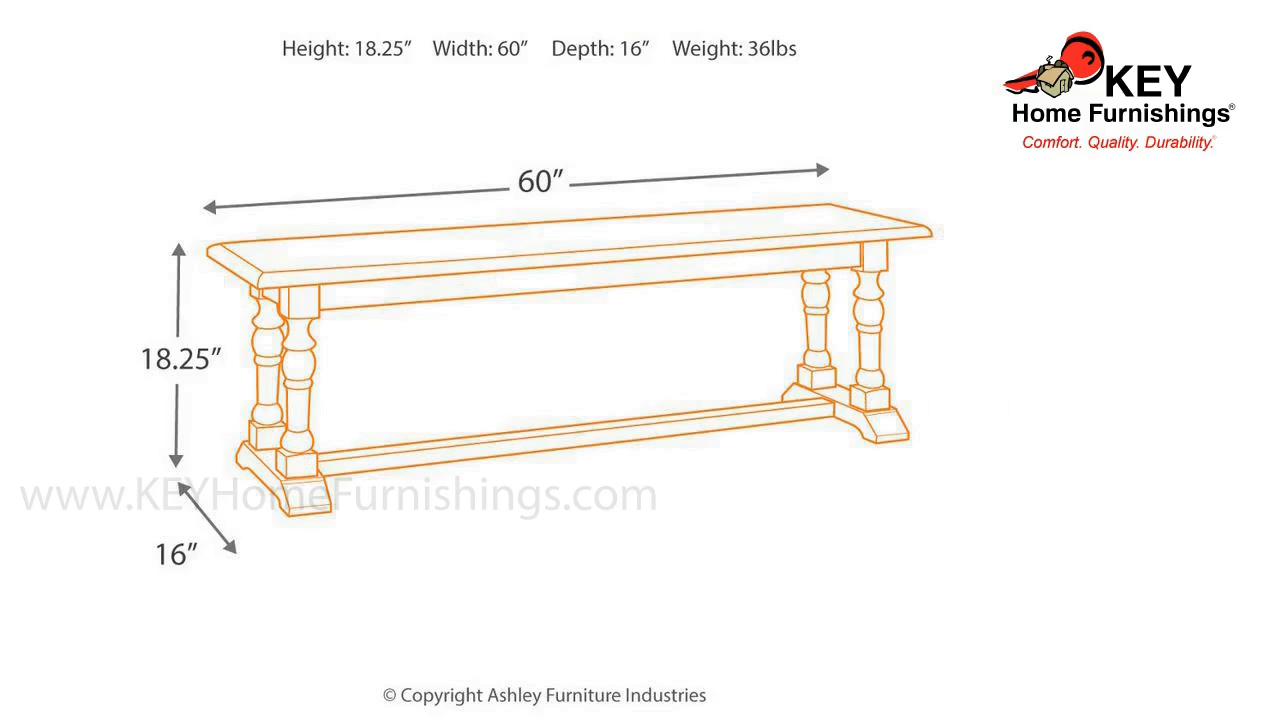 Height: 18.25” Width: 60” Depth: 16” Weight: 36lbs
KEY
Home Furnishings®
Comfort. Quality. Durability.®
60”
18.25”
www.KEYHomeFurnishings.com
16”
© Copyright Ashley Furniture Industries